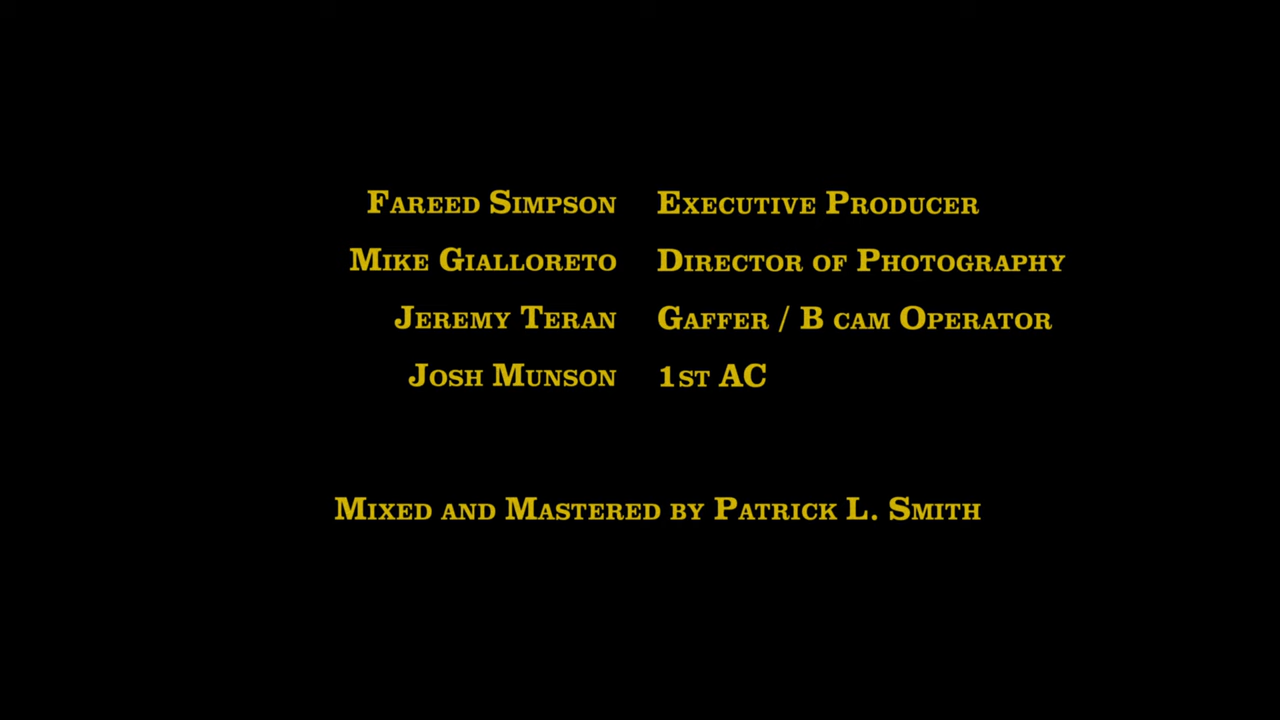 Fareed Simpson Executive Producer
Mike Gialloreto Director of Photography
Jeremy Teran Gaffer / B cam Operator
Josh Munson 1st AC
Mixed and Mastered by Patrick L. Smith